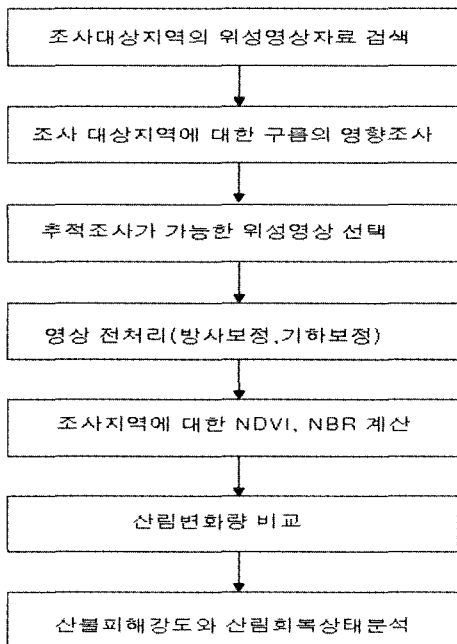 조사대상지역의 위성영상자료 검색
조사 대상지역에 대한 구름의 영향조사
추적조사가 가능한 위성영상 선택
영상 전처리(방사보정,기하보정)
조사지역에 대한 NDVI, NBR 계산
산림변화량 비교
산불피해강도와 산림회복상태분석